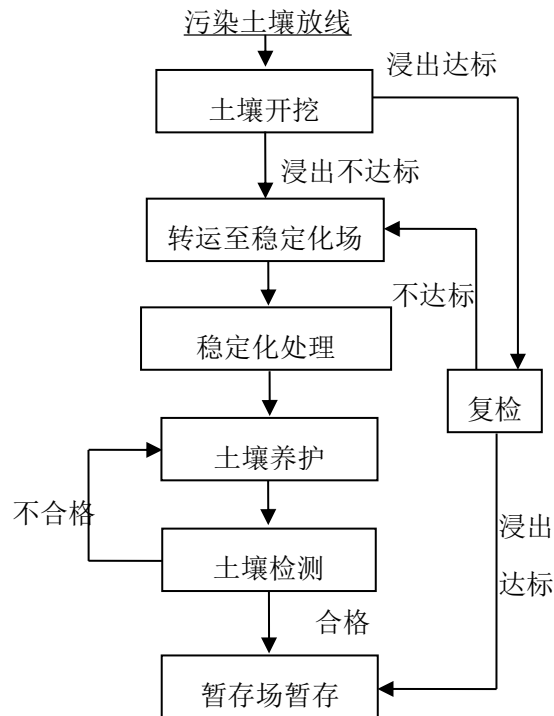 污染土壤放线
浸出达标
土壤开挖
浸出不达标
转运至稳定化场
不达标
稳定化处理
复检
土壤养护
不合格
浸出
土壤检测
达标
合格
暂存场暂存